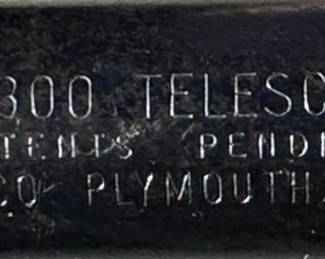 300 TELESC
TENTS PENDI
CO PLYMOUTH